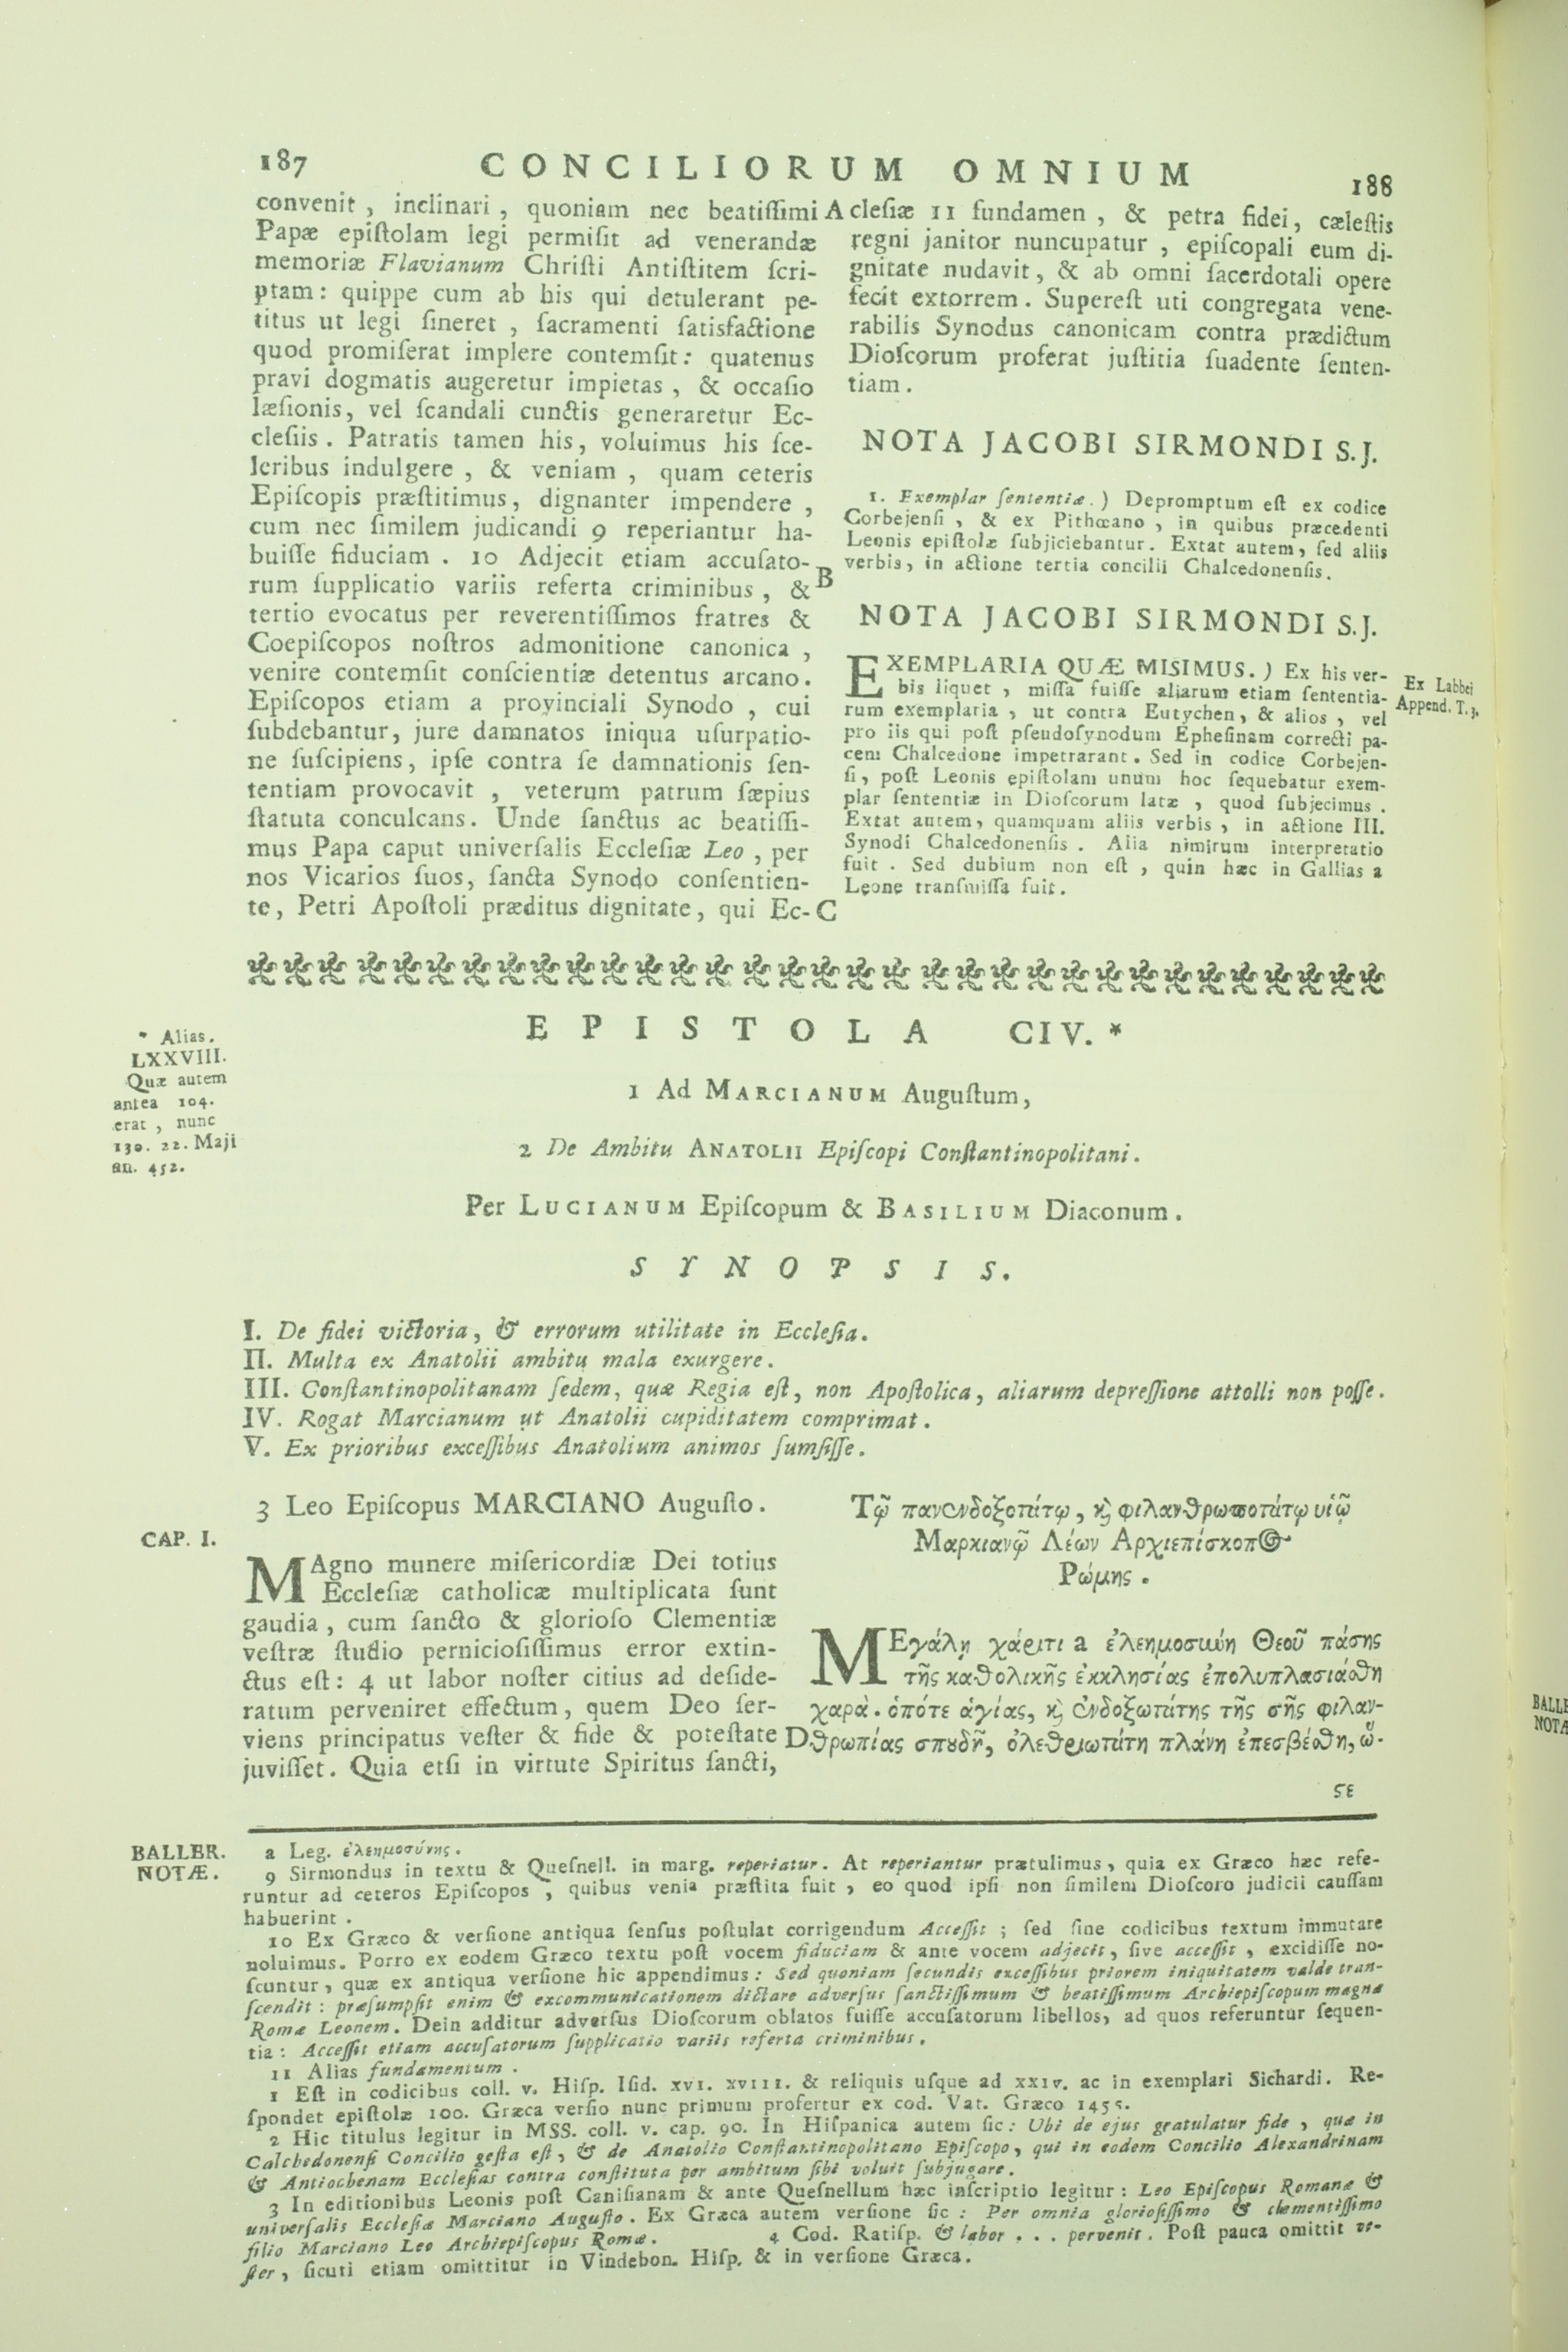 187
CONCILIORUM OMNIUM
188
convenit , inclinari , quoniam nec beatiſſimi
Papæ epiſtolam legi permiſit ad venerandæ
memoriæ Flavianum Chriſti Antiſtitem ſcri-
ptam: quippe cum ab his qui detulerant pe-
titus ut legi ſineret , ſacramenti ſatisfactione
quod promiſerat implere contemſit: quatenus
pravi dogmatis augeretur impietas , & occaſio
læſionis, vel ſcandali cunctis generaretur Ec-
cleſiis . Patratis tamen his, voluimus his ſce-
leribus indulgere , & veniam , quam ceteris
Epiſcopis præſtitimus, dignanter impendere ,
cum nec ſimilem judicandi 9 reperiantur ha-
buiſſe fiduciam . 10 Adjecit etiam accuſato-
rum ſupplicatio variis referta criminibus , &
tertio evocatus per reverentiſſimos fratres &
Coepiſcopos noſtros admonitione canonica ,
venire contemſit conſcientiæ detentus arcano.
Epiſcopos etiam a provinciali Synodo , cui
ſubdebantur, jure damnatos iniqua uſurpatio-
ne ſuſcipiens, ipſe contra ſe damnationis ſen-
tentiam provocavit , veterum patrum ſæpius
ſtatuta conculcans. Unde ſanctus ac beatiſſi-
mus Papa caput univerſalis Eccleſiæ Leo , per
nos Vicarios ſuos, ſancta Synodo conſentien-
te, Petri Apoſtoli præditus dignitate, qui Ec-
A
B
C
cleſiæ 11 fundamen , & petra fidei, cæleſtis
regni janitor nuncupatur , epiſcopali eum di-
gnitate nudavit, & ab omni ſacerdotali opere
fecit extorrem. Supereſt uti congregata vene-
rabilis Synodus canonicam contra prædictum
Dioſcorum proferat juſtitia ſuadente ſenten-
tiam.
NOTA JACOBI SIRMONDI S.J.
1. Exemplar ſententiæ.) Depromptum eſt ex codice
Corbejenſi , & ex Pithœano , in quibus præcedenti
Leonis epiſtolæ ſubjiciebantur. Extat autem, ſed aliis
verbis, in actione tertia concilii Chalcedonenſis.
NOTA JACOBI SIRMONDI S.J.
EXEMPLARIA QUÆ MISIMUS.) Ex his ver-
bis liquet , miſſa fuiſſe aliarum etiam ſententia-
rum exemplaria , ut contra Eutychen, & alios , vel
pro iis qui poſt pſeudoſynodum Epheſinam correcti pa-
cem Chalcedone impetrarant. Sed in codice Corbejen-
ſi, poſt Leonis epiſtolam unum hoc ſequebatur exem-
plar ſententiæ in Dioſcorum latæ , quod ſubjecimus .
Extat autem, quamquam aliis verbis , in actione III.
Synodi Chalcedonenſis . Alia nimirum interpretatio
fuit . Sed dubium non eſt , quin hæc in Gallias a
Leone tranſmiſſa fuit.
Ex Labbei
Append. T. 3.
EPISTOLA CIV. *
* Alias.
LXXVIII.
Quæ autem
antea 104.
erat , nunc
130. 22. Maji
an. 452.
1 Ad MARCIANUM Auguſtum,
2 De Ambitu ANATOLII Epiſcopi Conſtantinopolitani.
Per LUCIANUM Epiſcopum & BASILIUM Diaconum.
SYNOPSIS.
I. De fidei victoria, & errorum utilitate in Eccleſia.
II. Multa ex Anatolii ambitu mala exurgere.
III. Conſtantinopolitanam ſedem, quæ Regia eſt, non Apoſtolica, aliarum depreſſione attolli non poſſe.
IV. Rogat Marcianum ut Anatolii cupiditatem comprimat.
V. Ex prioribus exceſſibus Anatolium animos ſumſiſſe.
3 Leo Epiſcopus MARCIANO Auguſto.
CAP. I.
MAgno munere miſericordiæ Dei totius
Eccleſiæ catholicæ multiplicata ſunt
gaudia, cum ſancto & glorioſo Clementiæ
veſtræ ſtudio pernicioſiſſimus error extin-
ctus eſt: 4 ut labor noſter citius ad deſide-
ratum perveniret effectum, quem Deo ſer-
viens principatus veſter & fide & poteſtate
juviſſet. Quia etſi in virtute Spiritus ſancti,
D
Τῷ πανενδοξοτάτῳ, ϗ φιλανθρωποτάτῳ υἱῷ
Μαρκιανῷ Λέων Αρχιεπίσκοπος
Ρώμης.
ΜΕγάλῃ χάριτι a ἐλεημοσύνη Θεοῦ πάσης
τῆς καθολικῆς ἐκκλησίας ἐπολυπλασιάσθη
χαρὰ. ὁπότε ἁγίας, ϗ ἐνδοξωτάτης τῆς σῆς φιλαν-
θρωπίας σπουδῇ, ὀλεθριωτάτη πλάνη ἐπεσβέσθη, ὥ-
σε
BALLER.
NOTÆ.
a Leg. ἐλεημοσύνης.
9 Sirmondus in textu & Queſnell. in marg. reperiatur. At reperiantur prætulimus, quia ex Græco hæc refe-
runtur ad ceteros Epiſcopos , quibus venia præſtita fuit , eo quod ipſi non ſimilem Dioſcoro judicii cauſſam
habuerint.
10 Ex Græco & verſione antiqua ſenſus poſtulat corrigendum Acceſſit ; ſed ſine codicibus textum immutare
noluimus. Porro ex eodem Græco textu poſt vocem fiduciam & ante vocem adjecit, ſive acceſſit , excidiſſe no-
ſcuntur, quæ ex antiqua verſione hic appendimus: Sed quoniam ſecundis exceſſibus priorem iniquitatem valde tran-
ſcendit : præſumpſit enim & excommunicationem dictare adverſus ſanctiſſimum & beatiſſimum Archiepiſcopum magnæ
Romæ Leonem. Dein additur adverſus Dioſcorum oblatos fuiſſe accuſatorum libellos, ad quos referuntur ſequen-
tia: Acceſſit etiam accuſatorum ſupplicatio variis referta criminibus.
11 Alias fundamentum.
1 Eſt in codicibus coll. v. Hiſp. Iſid. XVI. XVIII. & reliquis uſque ad XXIV. ac in exemplari Sichardi. Re-
ſpondet epiſtolæ 100. Græca verſio nunc primum profertur ex cod. Vat. Græco 1455.
2 Hic titulus legitur in MSS. coll. v. cap. 90. In Hiſpanica autem ſic: Ubi de ejus gratulatur fide , quæ in
Calchedonenſi Concilio geſta eſt, & de Anatolio Conſtantinopolitano Epiſcopo, qui in eodem Concilio Alexandrinam
& Antiochenam Eccleſias contra conſtituta per ambitum ſibi voluit ſubjugare.
3 In editionibus Leonis poſt Caniſianam & ante Queſnellum hæc inſcriptio legitur: Leo Epiſcopus Romanæ &
univerſalis Eccleſiæ Marciano Auguſto. Ex Græca autem verſione ſic : Per omnia glorioſiſſimo & clementiſſimo
filio Marciano Leo Archiepiſcopus Romæ. 4 Cod. Ratiſp. & labor . . . pervenit. Poſt pauca omittit ve-
ſter, ſicuti etiam omittitur in Vindebon. Hiſp. & in verſione Græca.